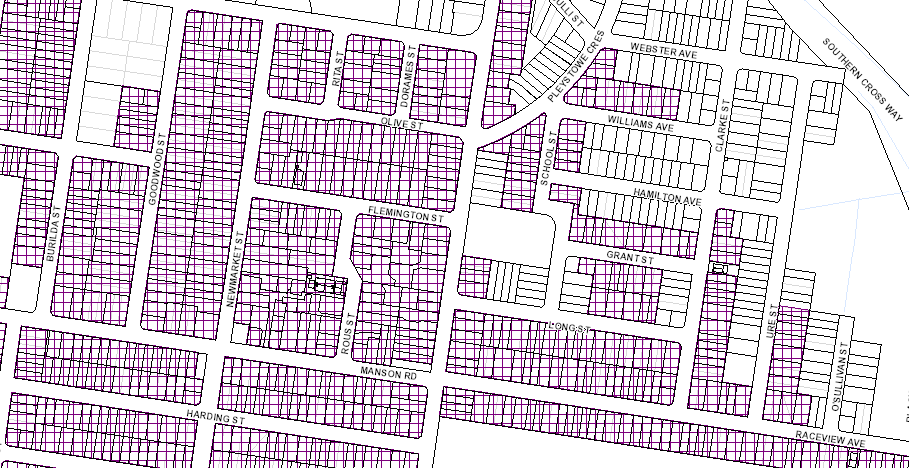 PLEYSTOWE CRES
WEBSTER AVE
SOUTHERN CROSS WAY
RITA ST
DORAMES ST
OLIVE ST
WILLIAMS AVE
CLARKE ST
SCHOOL ST
GOODWOOD ST
HAMILTON AVE
FLEMINGTON ST
BURILDA ST
NEWMARKET ST
GRANT ST
LONG ST
URE ST
ROUS ST
OSULLIVAN ST
MANSON RD
HARDING ST
RACEVIEW AVE